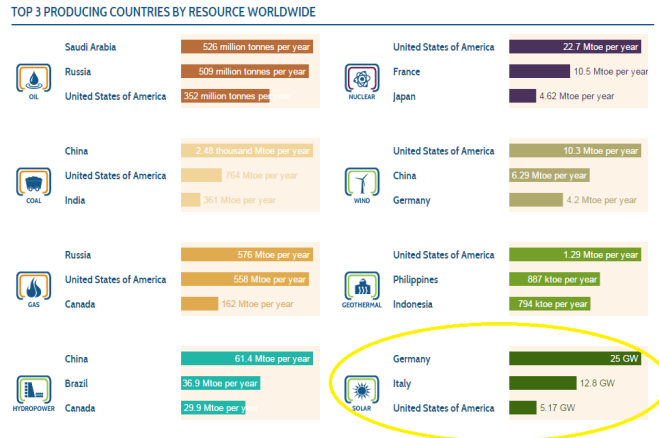 TOP 3 PRODUCING COUNTRIES BY RESOURCE WORLDWIDE
OIL
Saudi Arabia 526 million tonnes per year
Russia 509 million tonnes per year
United States of America 352 million tonnes per year
NUCLEAR
United States of America 22.7 Mtoe per year
France 10.5 Mtoe per year
Japan 4.62 Mtoe per year
COAL
China 2.48 thousand Mtoe per year
United States of America 764 Mtoe per year
India 361 Mtoe per year
WIND
United States of America 10.3 Mtoe per year
China 6.29 Mtoe per year
Germany 4.2 Mtoe per year
GAS
Russia 576 Mtoe per year
United States of America 558 Mtoe per year
Canada 162 Mtoe per year
GEOTHERMAL
United States of America 1.29 Mtoe per year
Philippines 887 ktoe per year
Indonesia 794 ktoe per year
HYDROPOWER
China 61.4 Mtoe per year
Brazil 36.9 Mtoe per year
Canada 29.9 Mtoe per year
SOLAR
Germany 25 GW
Italy 12.8 GW
United States of America 5.17 GW